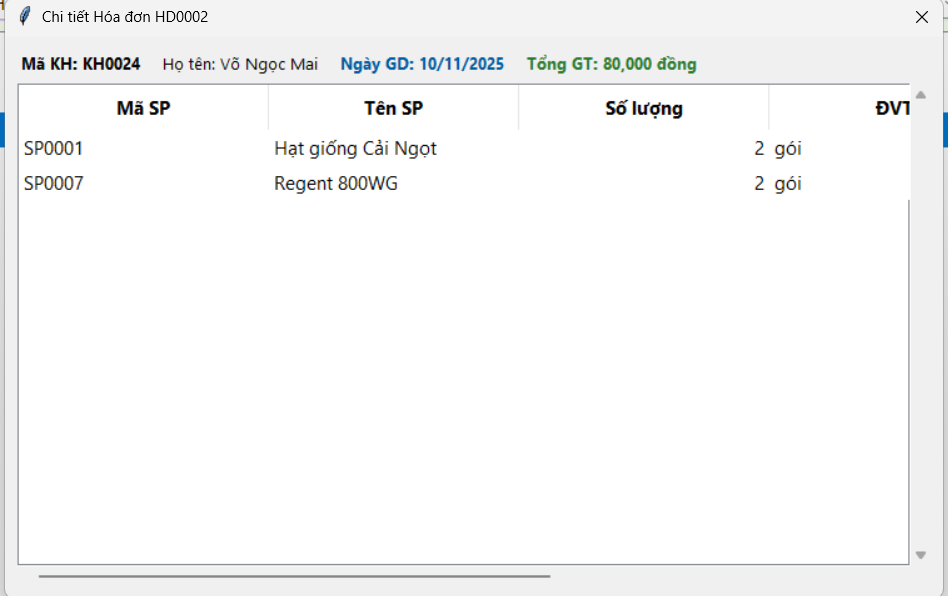 Chi tiết Hóa đơn HD0002
Mã KH: KH0024 Họ tên: Võ Ngọc Mai Ngày GD: 10/11/2025 Tổng GT: 80,000 đồng
Mã SP Tên SP Số lượng ĐVT
SP0001 Hạt giống Cải Ngọt 2 gói
SP0007 Regent 800WG 2 gói